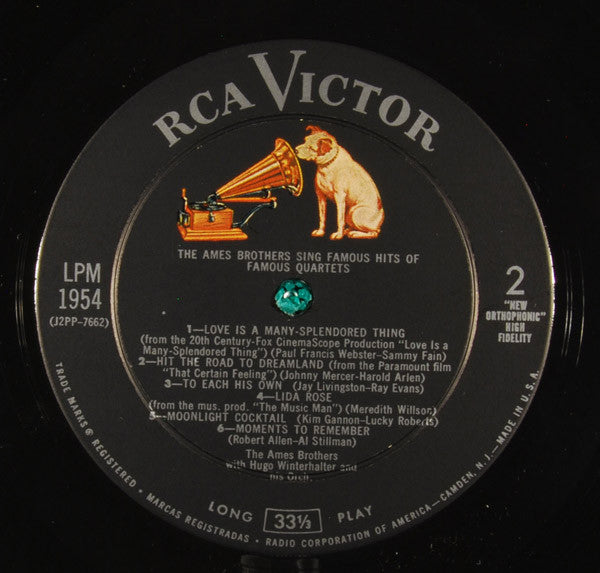 RCA VICTOR
THE AMES BROTHERS SING FAMOUS HITS OF
FAMOUS QUARTETS
LPM
1954
(J2PP-7662)
2
"NEW
ORTHOPHONIC"
HIGH
FIDELITY
1—LOVE IS A MANY-SPLENDORED THING
(from the 20th Century-Fox CinemaScope Production "Love Is a
Many-Splendored Thing") (Paul Francis Webster-Sammy Fain)
2—HIT THE ROAD TO DREAMLAND (from the Paramount film
"That Certain Feeling") (Johnny Mercer-Harold Arlen)
3—TO EACH HIS OWN (Jay Livingston-Ray Evans)
4—LIDA ROSE
(from the mus. prod. "The Music Man") (Meredith Willson)
5—MOONLIGHT COCKTAIL (Kim Gannon-Lucky Roberts)
6—MOMENTS TO REMEMBER
(Robert Allen-Al Stillman)
The Ames Brothers
with Hugo Winterhalter and
his Orch.
LONG 33⅓ PLAY
TRADE MARKS ® REGISTERED • MARCAS REGISTRADAS • RADIO CORPORATION OF AMERICA—CAMDEN, N.J.—MADE IN U.S.A.